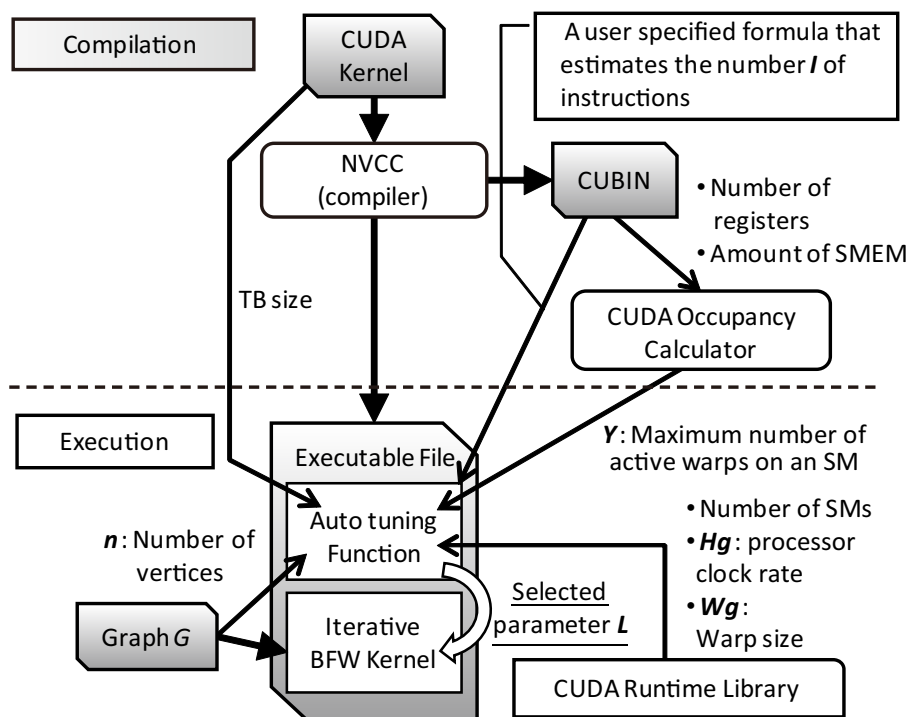 Compilation
CUDA
Kernel
A user specified formula that
estimates the number I of
instructions
NVCC
(compiler)
CUBIN
• Number of
registers
• Amount of SMEM
TB size
CUDA Occupancy
Calculator
Execution
Executable File
Y: Maximum number of
active warps on an SM
Auto tuning
Function
n: Number of
vertices
• Number of SMs
• Hg: processor
clock rate
• Wg:
Warp size
Selected
parameter L
Graph G
Iterative
BFW Kernel
CUDA Runtime Library